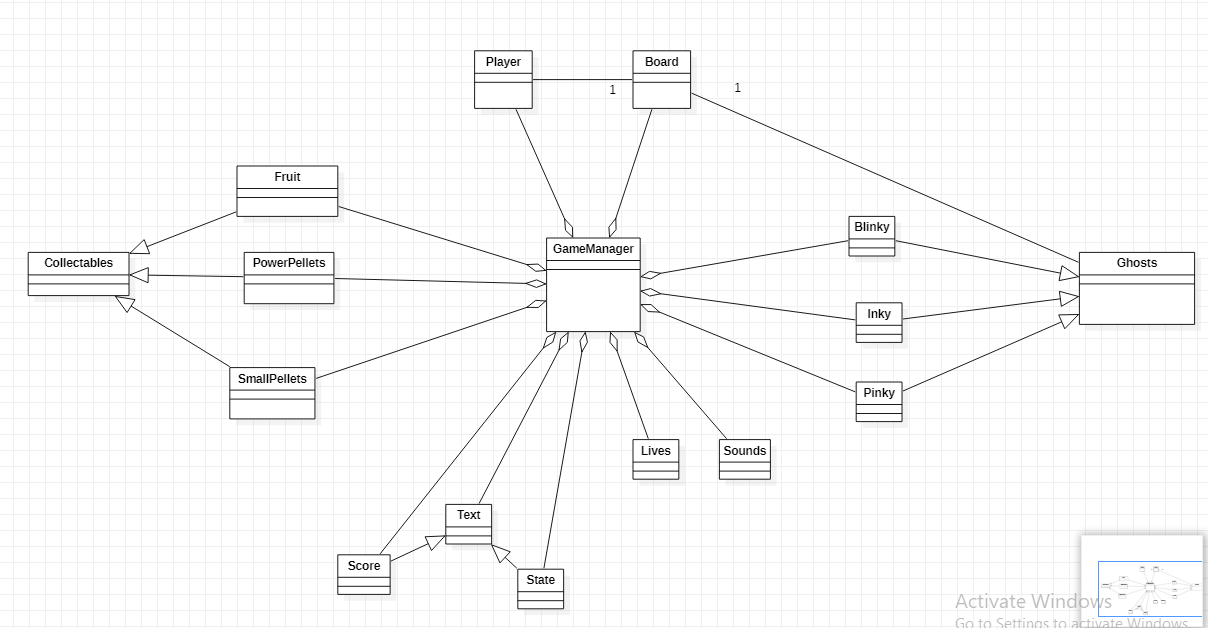 Player
Board
1
1
Fruit
Blinky
GameManager
Collectables
PowerPellets
Ghosts
Inky
SmallPellets
Pinky
Lives
Sounds
Text
Score
State
Activate Windows
Go to Settings to activate Windows.